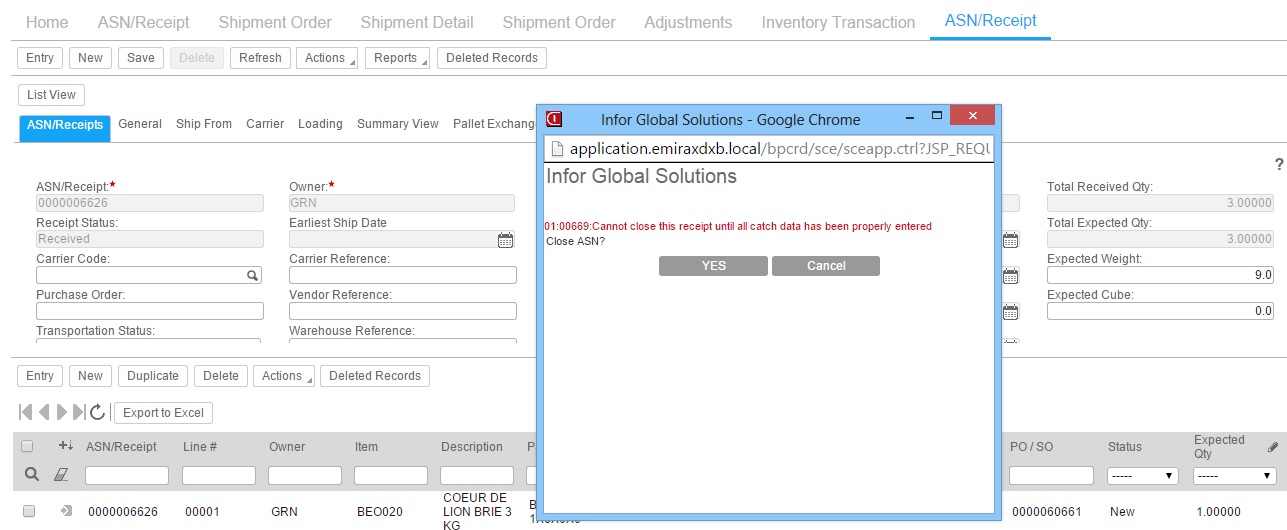 Home ASN/Receipt Shipment Order Shipment Detail Shipment Order Adjustments Inventory Transaction ASN/Receipt
Entry New Save Delete Refresh Actions Reports Deleted Records
List View
ASN/Receipts General Ship From Carrier Loading Summary View Pallet Exchang
Infor Global Solutions - Google Chrome
application.emiraxdxb.local/bpcrd/sce/sceapp.ctrl?JSP_REQU
Infor Global Solutions
01:00669:Cannot close this receipt until all catch data has been properly entered
Close ASN?
YES Cancel
?
ASN/Receipt:* Owner:* Total Received Qty:
0000006626 GRN 3.00000
Receipt Status: Earliest Ship Date Total Expected Qty:
Received 3.00000
Carrier Code: Carrier Reference: Expected Weight:
9.0
Purchase Order: Vendor Reference: Expected Cube:
0.0
Transportation Status: Warehouse Reference:
Entry New Duplicate Delete Actions Deleted Records
Export to Excel
ASN/Receipt Line # Owner Item Description P PO / SO Status Expected Qty
----- -----
0000006626 00001 GRN BEO020 COEUR DE LION BRIE 3 KG 0000060661 New 1.00000